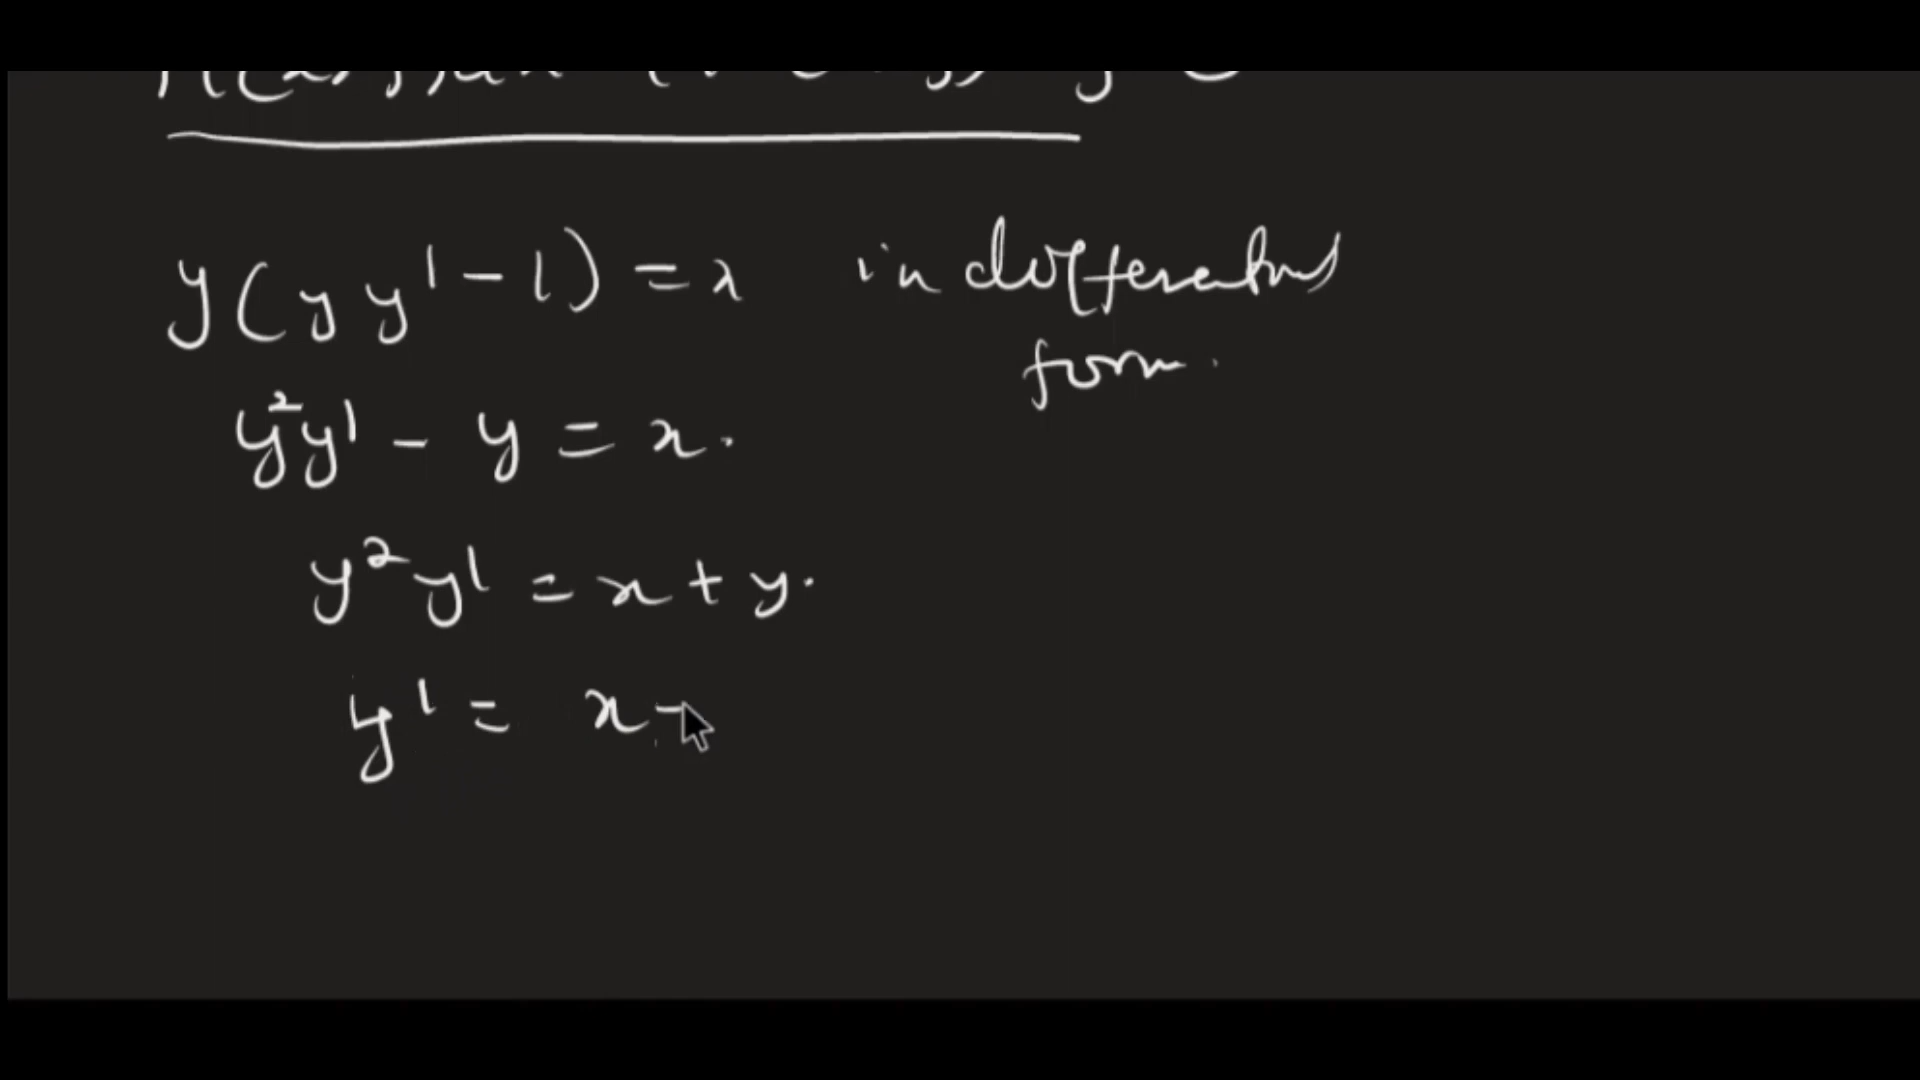 y(yy' - 1) = x in differential
form.
y²y' - y = x.
y²y' = x + y.
y' = x